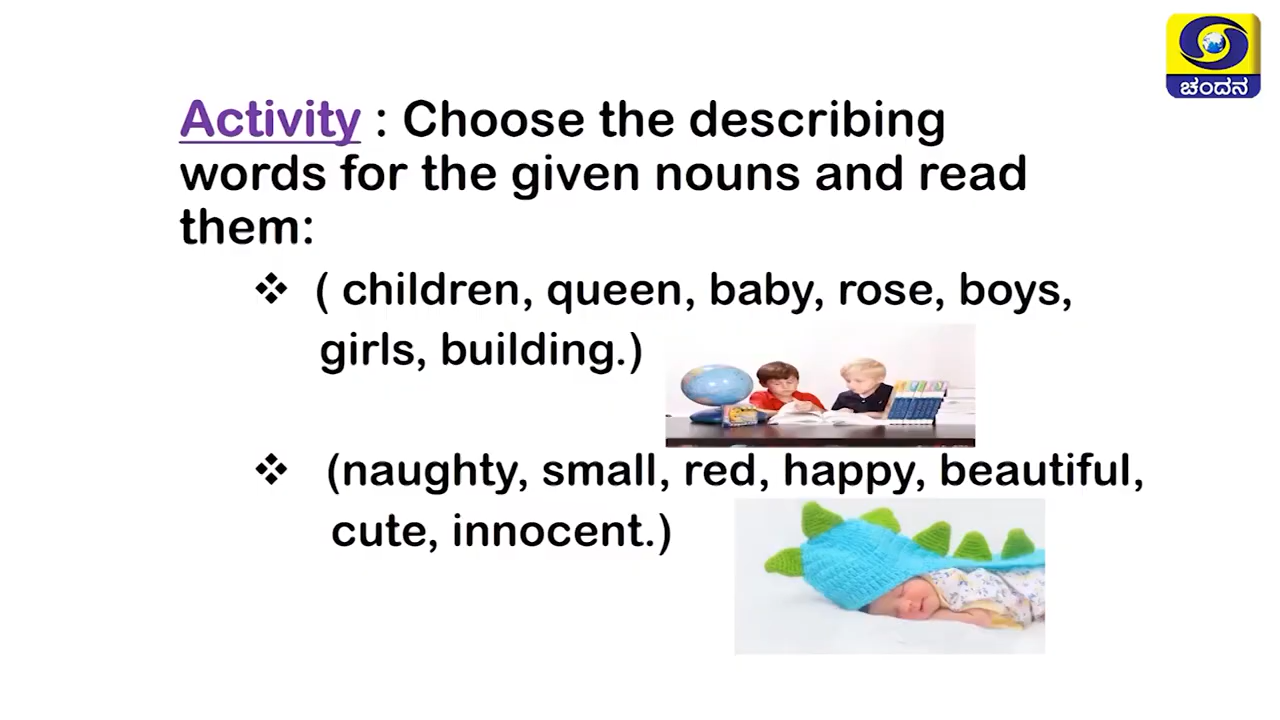 ಚಂದನ
Activity : Choose the describing
words for the given nouns and read
them:
❖ ( children, queen, baby, rose, boys,
girls, building.)
❖ (naughty, small, red, happy, beautiful,
cute, innocent.)